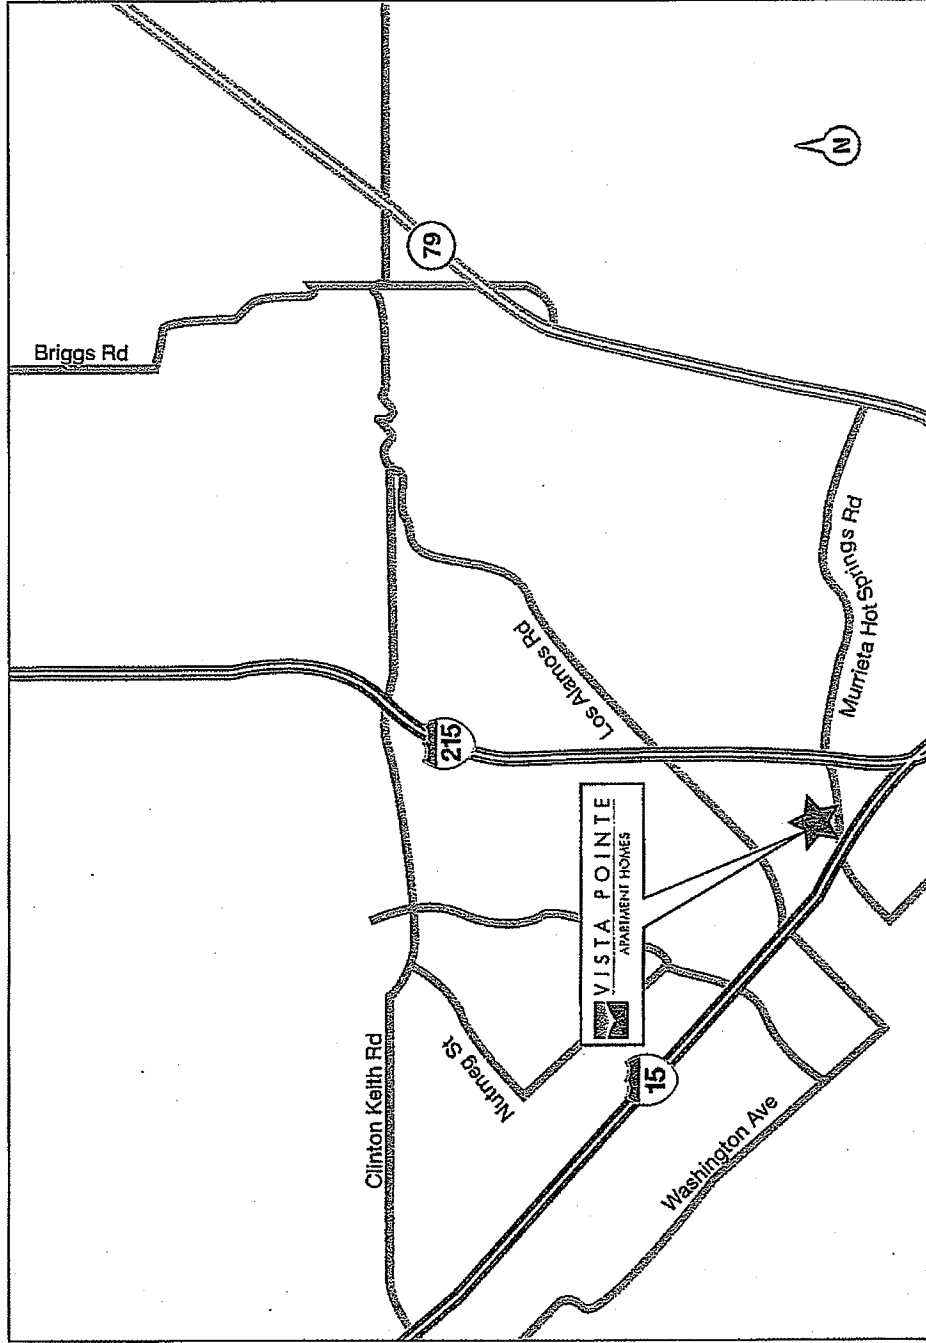 Briggs Rd
79
N
Clinton Keith Rd
215
Los Alamos Rd
Murrieta Hot Springs Rd
VISTA POINTE
APARTMENT HOMES
Nutmeg St
15
Washington Ave